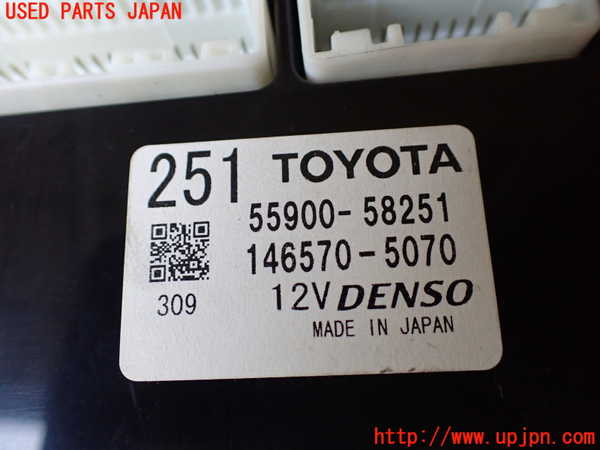 USED PARTS JAPAN
251 TOYOTA
55900-58251
146570-5070
309
12V DENSO
MADE IN JAPAN
http://www.upjpn.com/